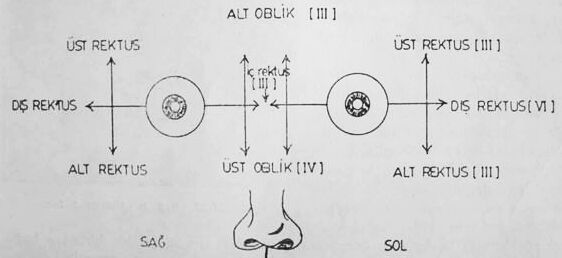 ALT OBLİK [III]
ÜST REKTUS
ÜST REKTUS [III]
iç rektus
[III]
DIŞ REKTUS
DIŞ REKTUS [VI]
ALT REKTUS
ÜST OBLİK [IV]
ALT REKTUS [III]
SAĞ
SOL